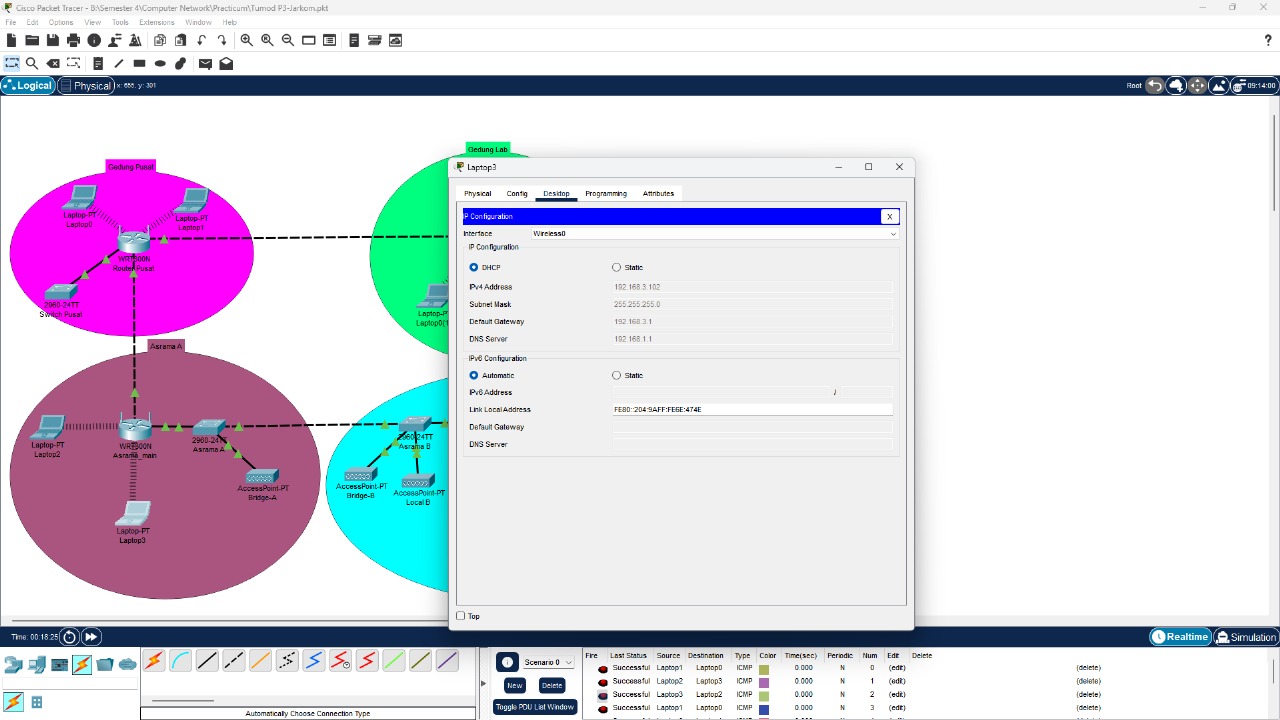 Cisco Packet Tracer - B:\Semester 4\Computer Network\Practicum\Tumod P3-Jarkom.pkt
File Edit Options View Tools Extensions Window Help
?
Logical Physical x: 655, y: 301 Root 09:14:00
Gedung Pusat
Laptop-PT
Laptop0
Laptop-PT
Laptop1
WRT300N
Router Pusat
2960-24TT
Switch Pusat
Gedung Lab
Laptop-P
Laptop0(1
Asrama A
Laptop-PT
Laptop2
WRT300N
Asrama_main
2960-24T
Asrama A
AccessPoint-PT
Bridge-A
Laptop-PT
Laptop3
2960-24TT
Asrama B
AccessPoint-PT
Bridge-B
AccessPoint-PT
Local B
Laptop3
Physical Config Desktop Programming Attributes
IP Configuration X
Interface Wireless0
IP Configuration
DHCP Static
IPv4 Address 192.168.3.102
Subnet Mask 255.255.255.0
Default Gateway 192.168.3.1
DNS Server 192.168.1.1
IPv6 Configuration
Automatic Static
IPv6 Address /
Link Local Address FE80::204:9AFF:FE6E:474E
Default Gateway
DNS Server
Top
Time: 00:18:25 Realtime Simulation
Automatically Choose Connection Type
Scenario 0
New Delete
Toggle PDU List Window
Fire Last Status Source Destination Type Color Time(sec) Periodic Num Edit Delete
Successful Laptop1 Laptop0 ICMP 0.000 N 0 (edit) (delete)
Successful Laptop2 Laptop3 ICMP 0.000 N 1 (edit) (delete)
Successful Laptop3 Laptop2 ICMP 0.000 N 2 (edit) (delete)
Successful Laptop1 Laptop0 ICMP 0.000 N 3 (edit) (delete)